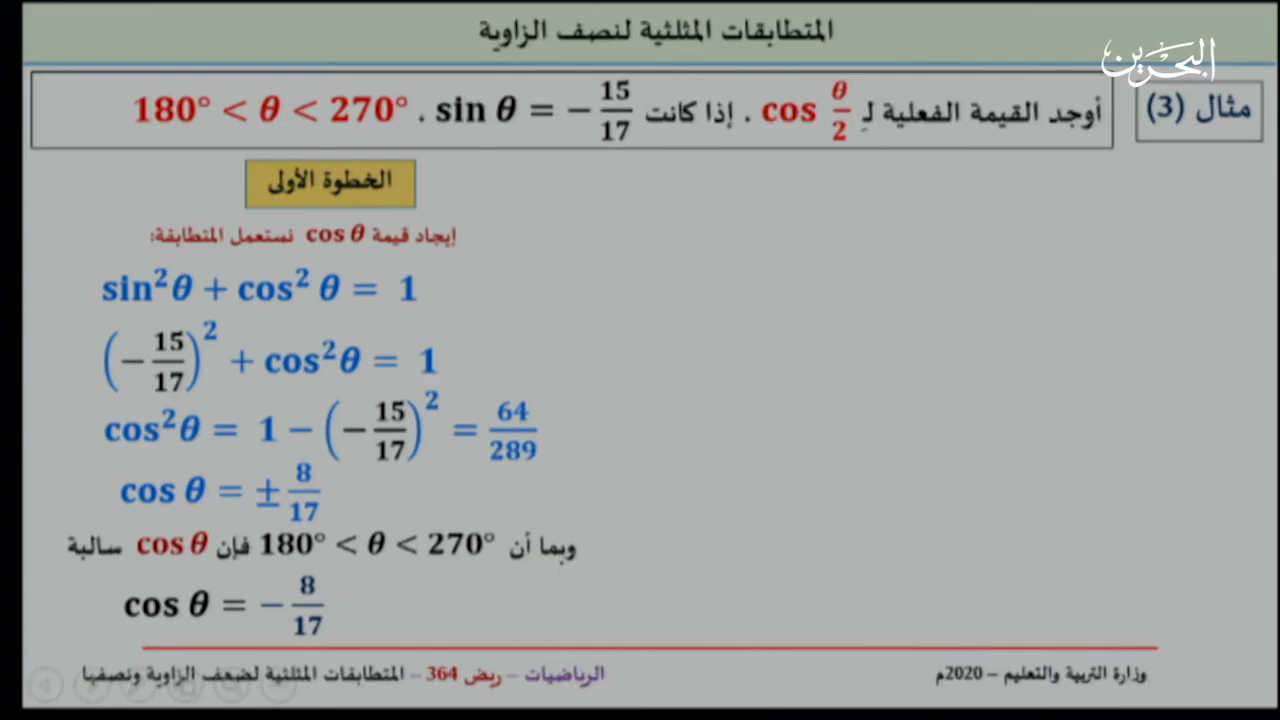 المتطابقات المثلثية لنصف الزاوية
البحرين
مثال (3)
أوجد القيمة الفعلية لـِ cos θ/2 . إذا كانت sin θ = − 15/17 ، 180° < θ < 270°
الخطوة الأولى
إيجاد قيمة cos θ نستعمل المتطابقة:
sin²θ + cos² θ = 1
(− 15/17)² + cos²θ = 1
cos²θ = 1 − (− 15/17)² = 64/289
cos θ = ± 8/17
وبما أن 180° < θ < 270° فإن cos θ سالبة
cos θ = − 8/17
وزارة التربية والتعليم – 2020م
الرياضيات – ريض 364 – المتطابقات المثلثية لضعف الزاوية ونصفها